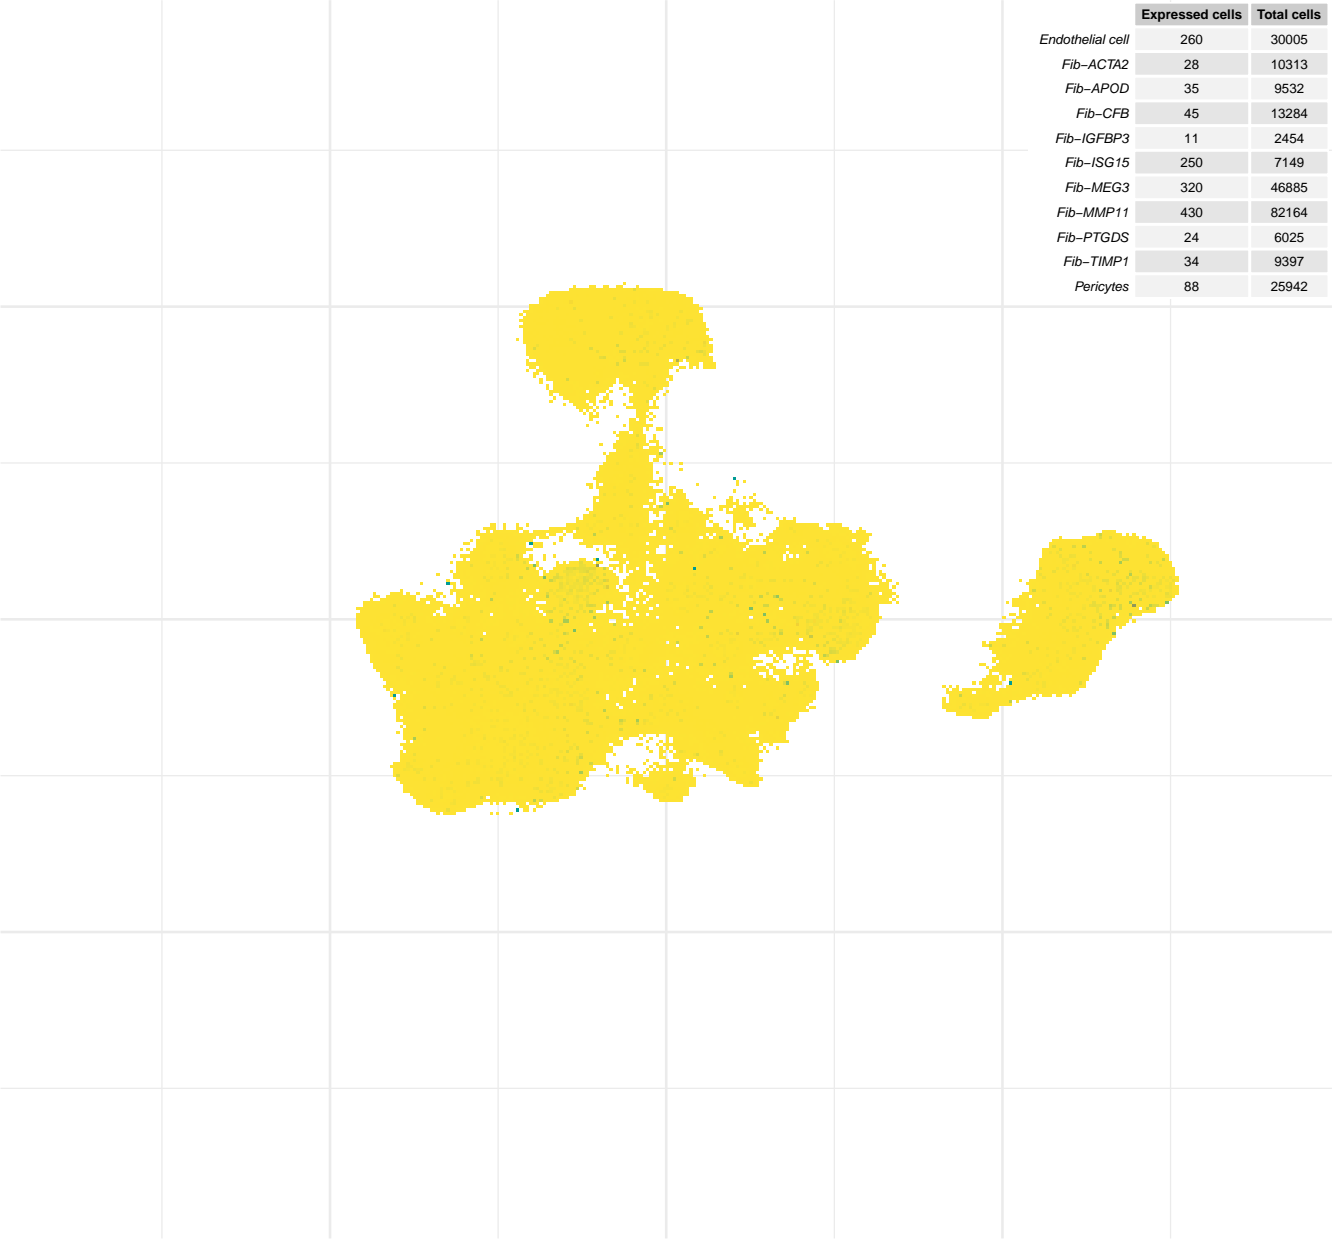 Expressed cells Total cells
Endothelial cell 260 30005
Fib−ACTA2 28 10313
Fib−APOD 35 9532
Fib−CFB 45 13284
Fib−IGFBP3 11 2454
Fib−ISG15 250 7149
Fib−MEG3 320 46885
Fib−MMP11 430 82164
Fib−PTGDS 24 6025
Fib−TIMP1 34 9397
Pericytes 88 25942